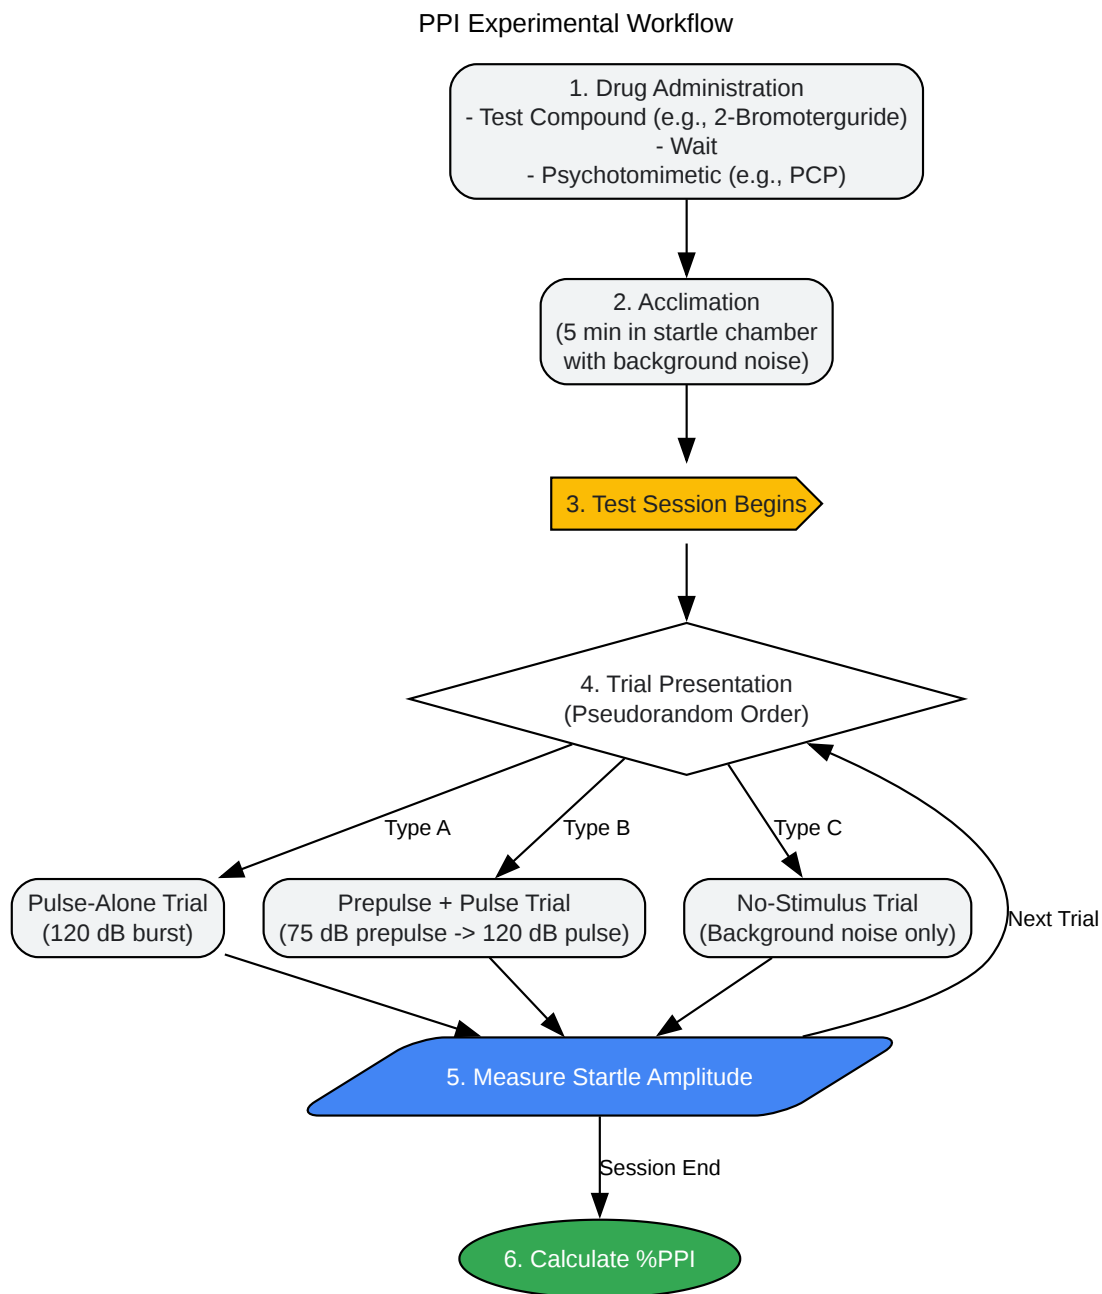 PPI Experimental Workflow
1. Drug Administration
- Test Compound (e.g., 2-Bromoterguride)
- Wait
- Psychotomimetic (e.g., PCP)
2. Acclimation
(5 min in startle chamber
with background noise)
3. Test Session Begins
4. Trial Presentation
(Pseudorandom Order)
Type A
Type B
Type C
Pulse-Alone Trial
(120 dB burst)
Prepulse + Pulse Trial
(75 dB prepulse -> 120 dB pulse)
No-Stimulus Trial
(Background noise only)
Next Trial
5. Measure Startle Amplitude
Session End
6. Calculate %PPI